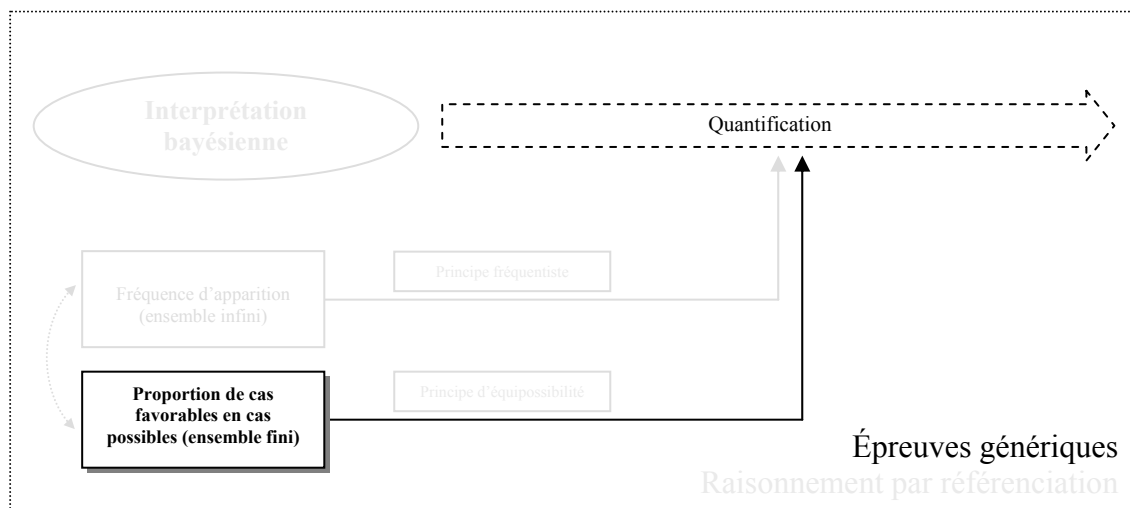 Interprétation
bayésienne
Quantification
Principe fréquentiste
Fréquence d'apparition
(ensemble infini)
Principe d'équipossibilité
Proportion de cas
favorables en cas
possibles (ensemble fini)
Épreuves génériques
Raisonnement par référenciation